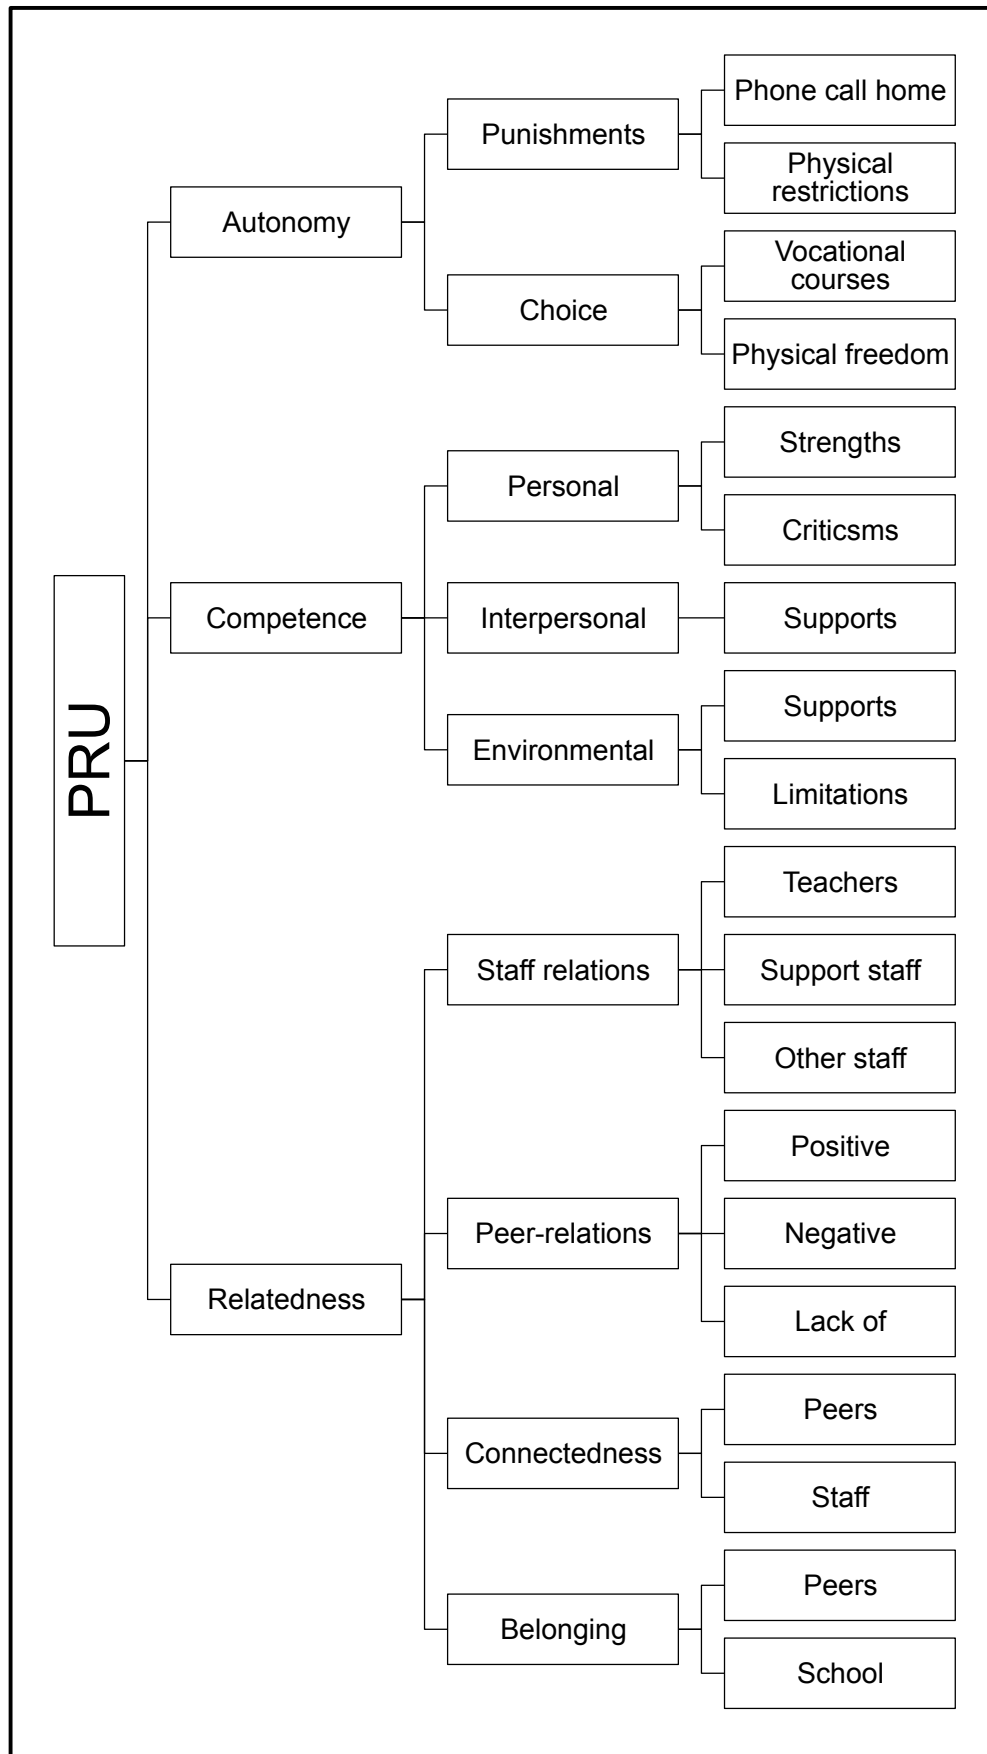 PRU
Autonomy
Punishments
Phone call home
Physical
restrictions
Choice
Vocational
courses
Physical freedom
Competence
Personal
Strengths
Criticsms
Interpersonal
Supports
Environmental
Supports
Limitations
Relatedness
Staff relations
Teachers
Support staff
Other staff
Peer-relations
Positive
Negative
Lack of
Connectedness
Peers
Staff
Belonging
Peers
School